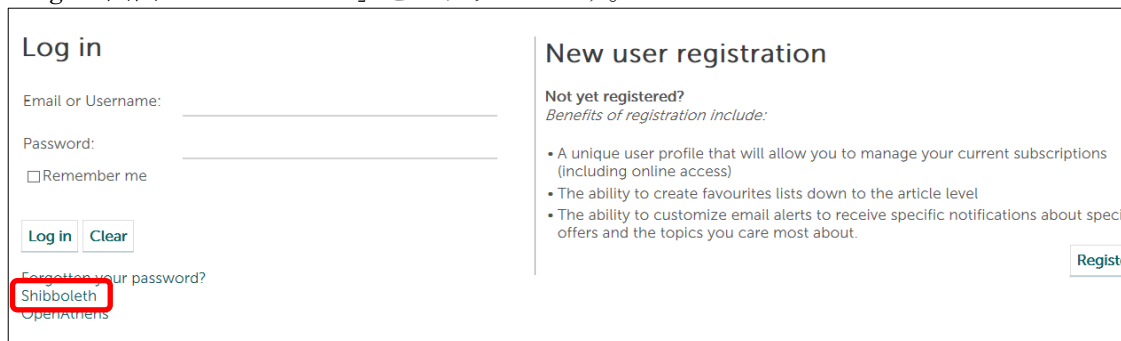 Log in
Email or Username:
Password:
Remember me
Log in Clear
Forgotten your password?
Shibboleth
OpenAthens
New user registration
Not yet registered?
Benefits of registration include:
• A unique user profile that will allow you to manage your current subscriptions
(including online access)
• The ability to create favourites lists down to the article level
• The ability to customize email alerts to receive specific notifications about speci
offers and the topics you care most about.
Regist